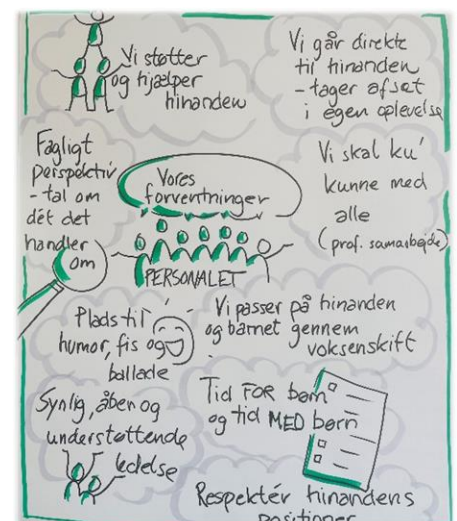 Vi støtter
og hjælper
hinanden
Vi går direkte
til hinanden
- tager afsæt
i egen oplevelse
Fagligt
perspektiv
- tal om
dét det
handler
om
Vores
forventninger
PERSONALET
Vi skal ku'
kunne med
alle
(prof. samarbejde)
Plads til
humor, fis og
ballade
Vi passer på hinanden
og barnet gennem
voksenskift
Synlig, åben og
understøttende
ledelse
Tid FOR børn
og tid MED børn
Respektér hinandens
positioner